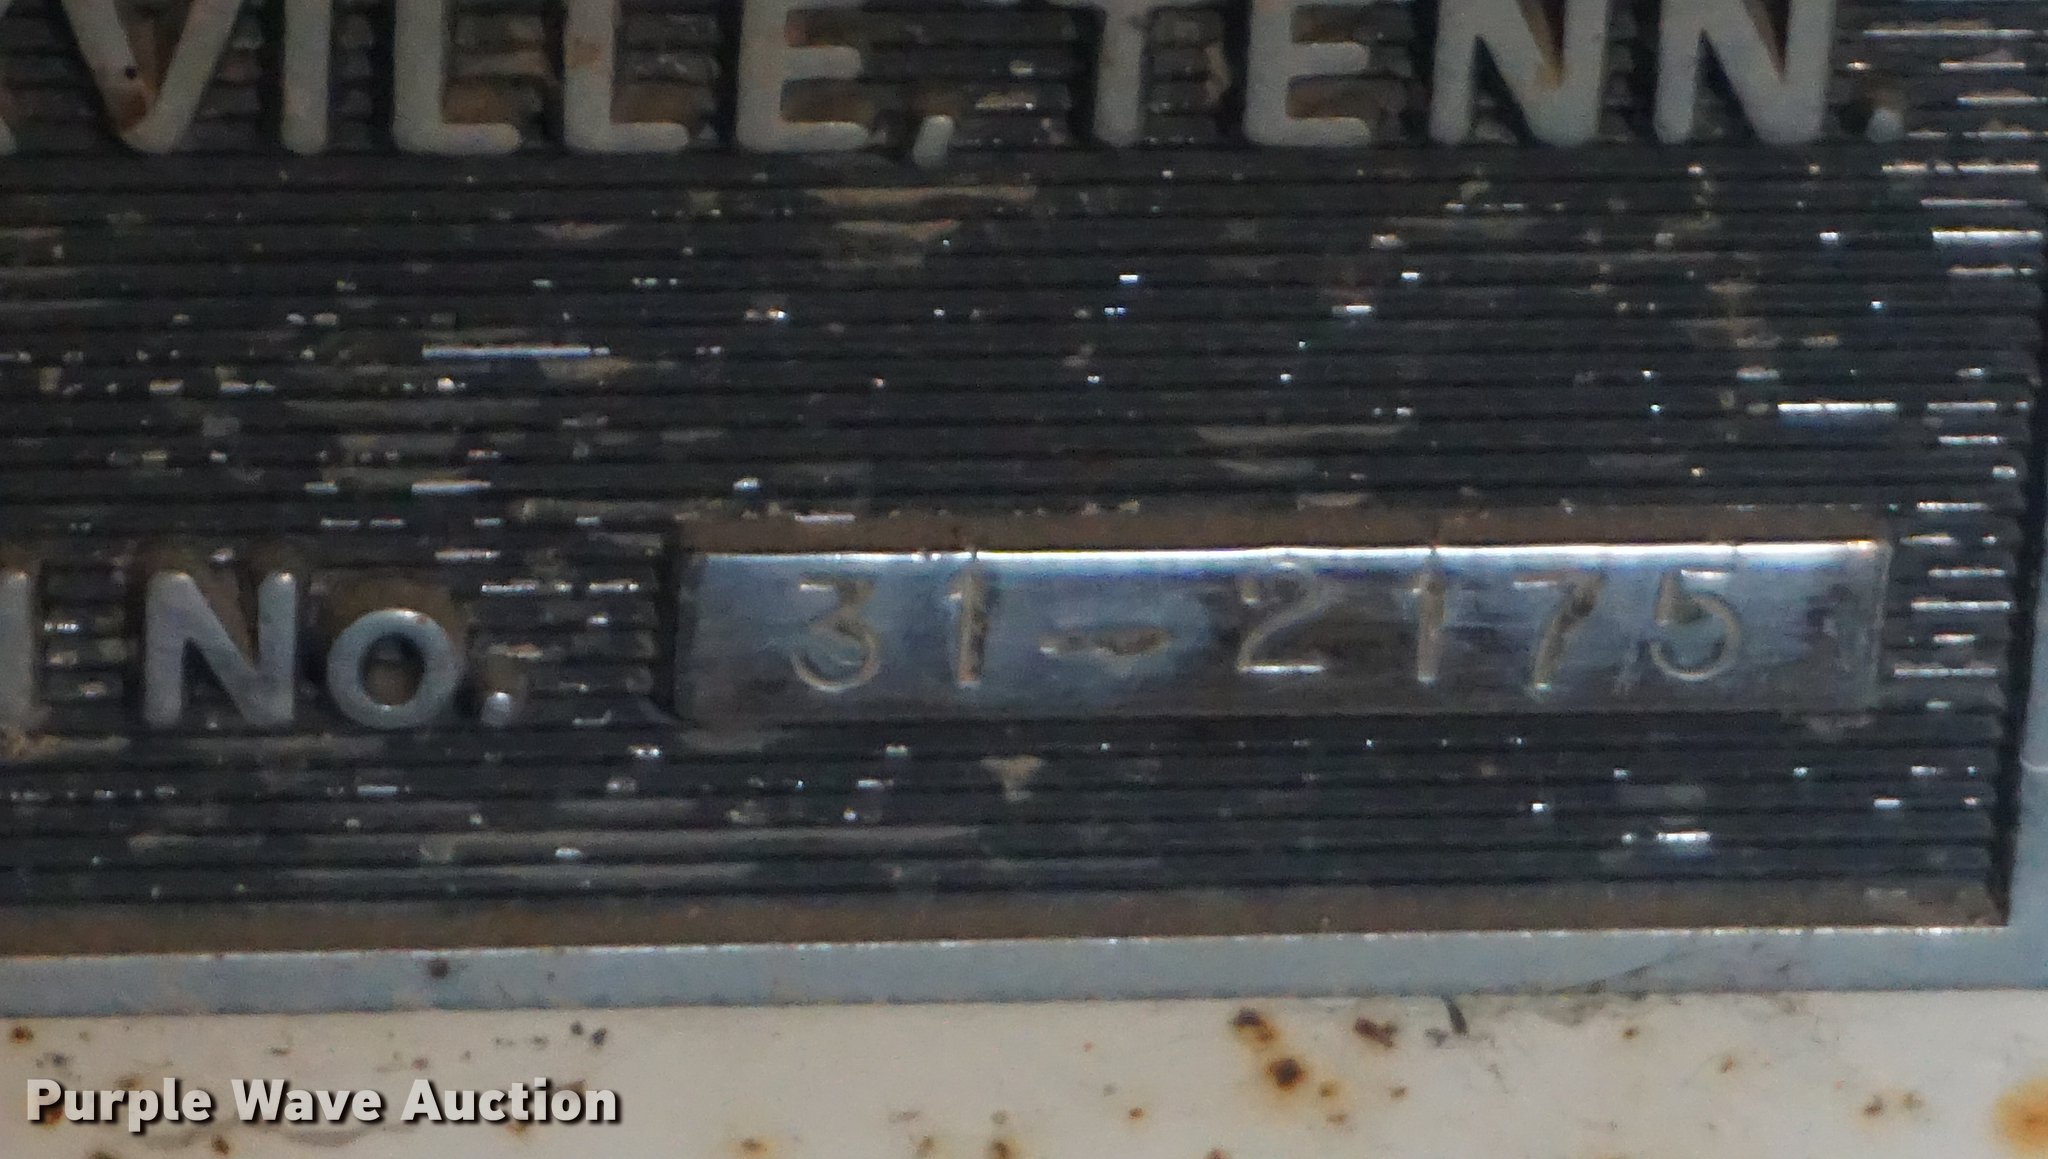 VILLE, TENN.
No. 31-2175
Purple Wave Auction